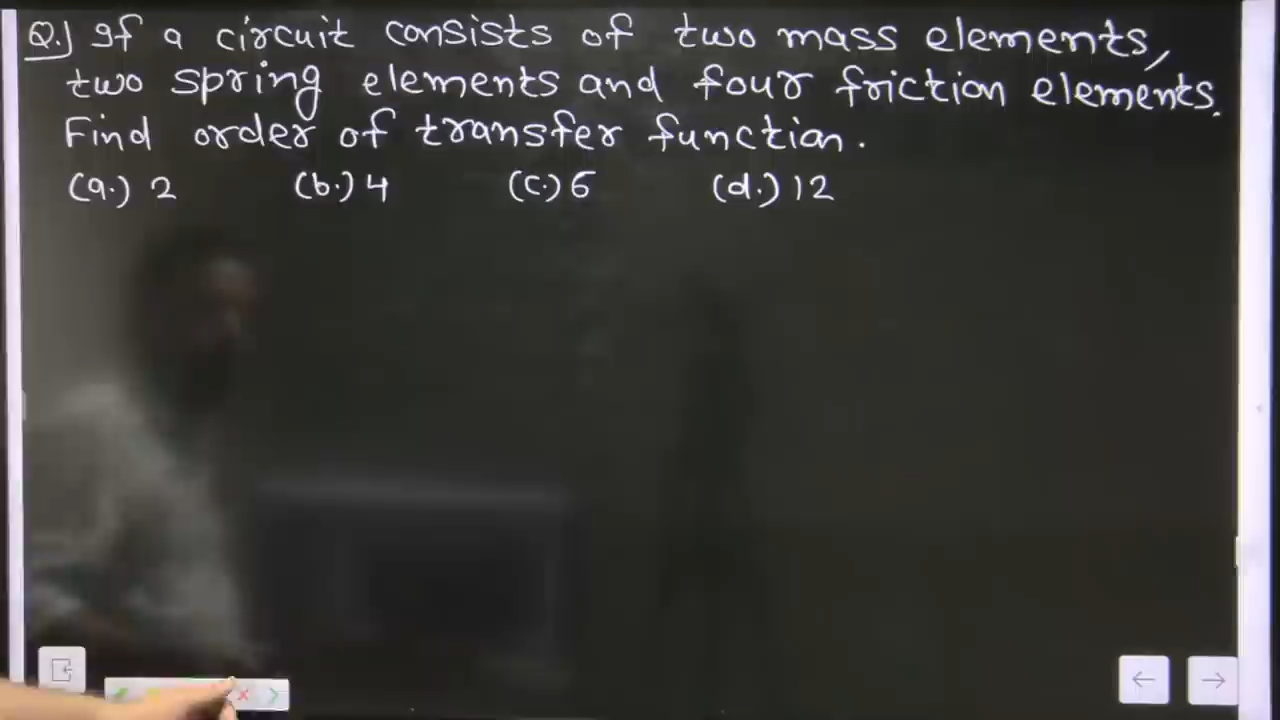 Q.) If a circuit consists of two mass elements,
two spring elements and four friction elements.
Find order of transfer function.
(a.) 2 (b.) 4 (c.) 6 (d.) 12